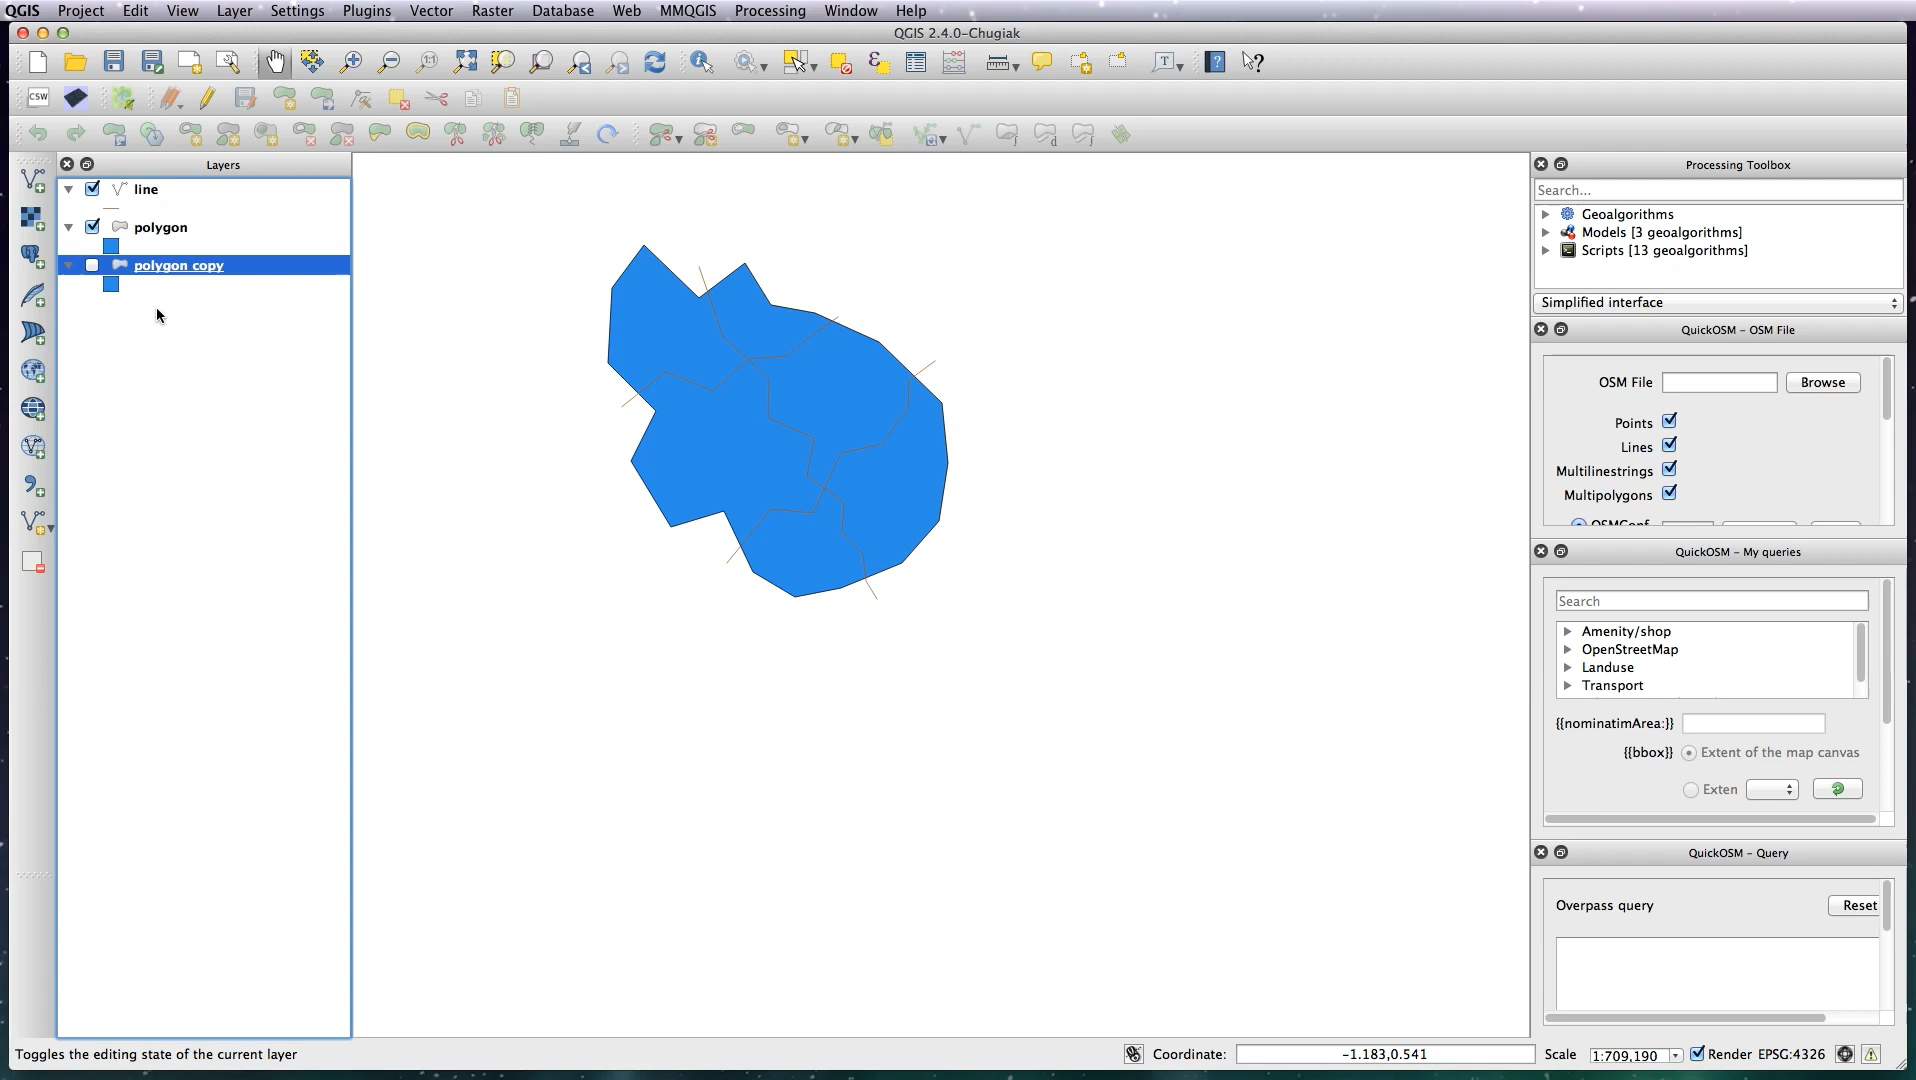 QGIS Project Edit View Layer Settings Plugins Vector Raster Database Web MMQGIS Processing Window Help
QGIS 2.4.0-Chugiak
CSW
Layers
line
polygon
polygon copy
Processing Toolbox
Search...
Geoalgorithms
Models [3 geoalgorithms]
Scripts [13 geoalgorithms]
Simplified interface
QuickOSM - OSM File
OSM File Browse
Points
Lines
Multilinestrings
Multipolygons
OSMConf
QuickOSM - My queries
Search
Amenity/shop
OpenStreetMap
Landuse
Transport
{{nominatimArea:}}
{{bbox}} Extent of the map canvas
Exten
QuickOSM - Query
Overpass query Reset
Toggles the editing state of the current layer Coordinate: -1.183,0.541 Scale 1:709,190 Render EPSG:4326